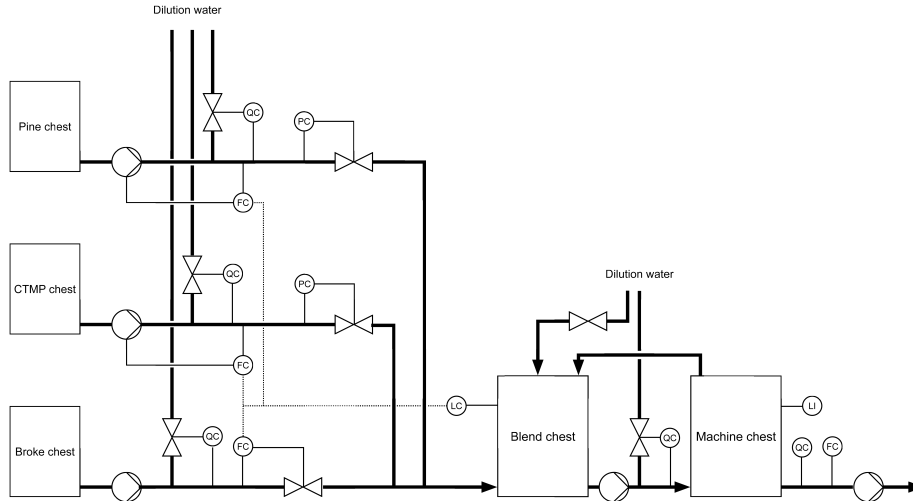 Dilution water
Pine chest
QC
PC
FC
CTMP chest
QC
PC
FC
Dilution water
Broke chest
QC
FC
LC
Blend chest
QC
Machine chest
LI
QC
FC